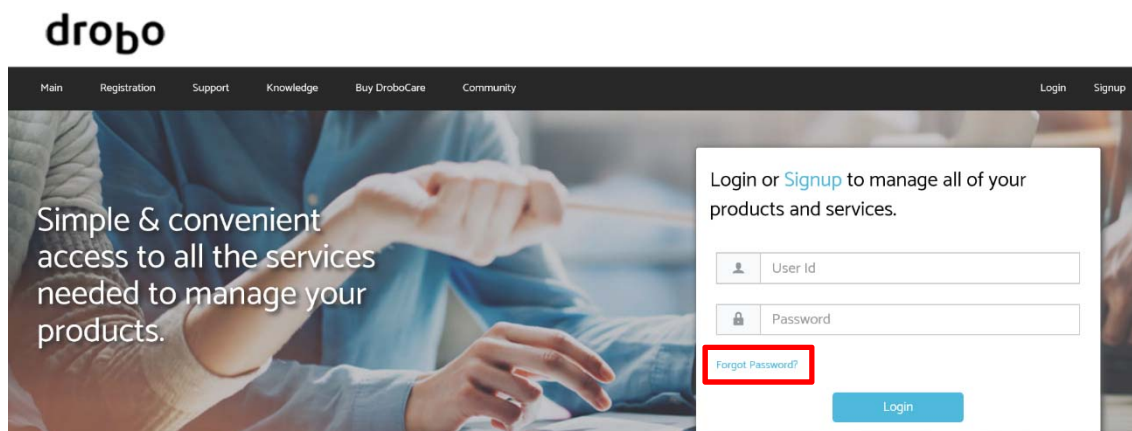 drobo
Main Registration Support Knowledge Buy DroboCare Community Login Signup
Simple & convenient
access to all the services
needed to manage your
products.
Login or Signup to manage all of your
products and services.
User Id
Password
Forgot Password?
Login